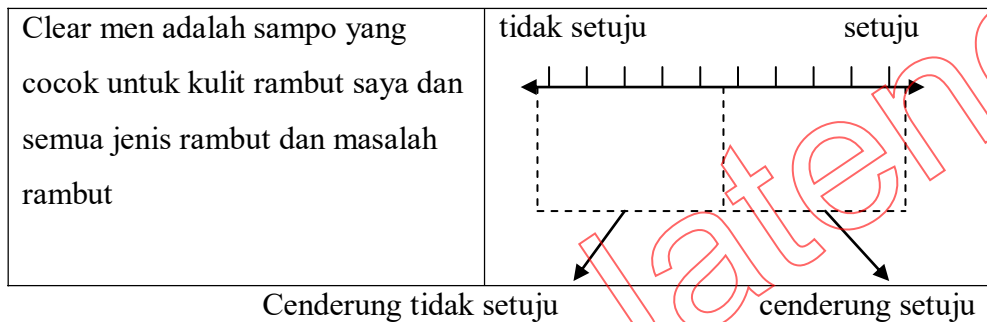 Clear men adalah sampo yang
cocok untuk kulit rambut saya dan
semua jenis rambut dan masalah
rambut
tidak setuju setuju
Cenderung tidak setuju cenderung setuju